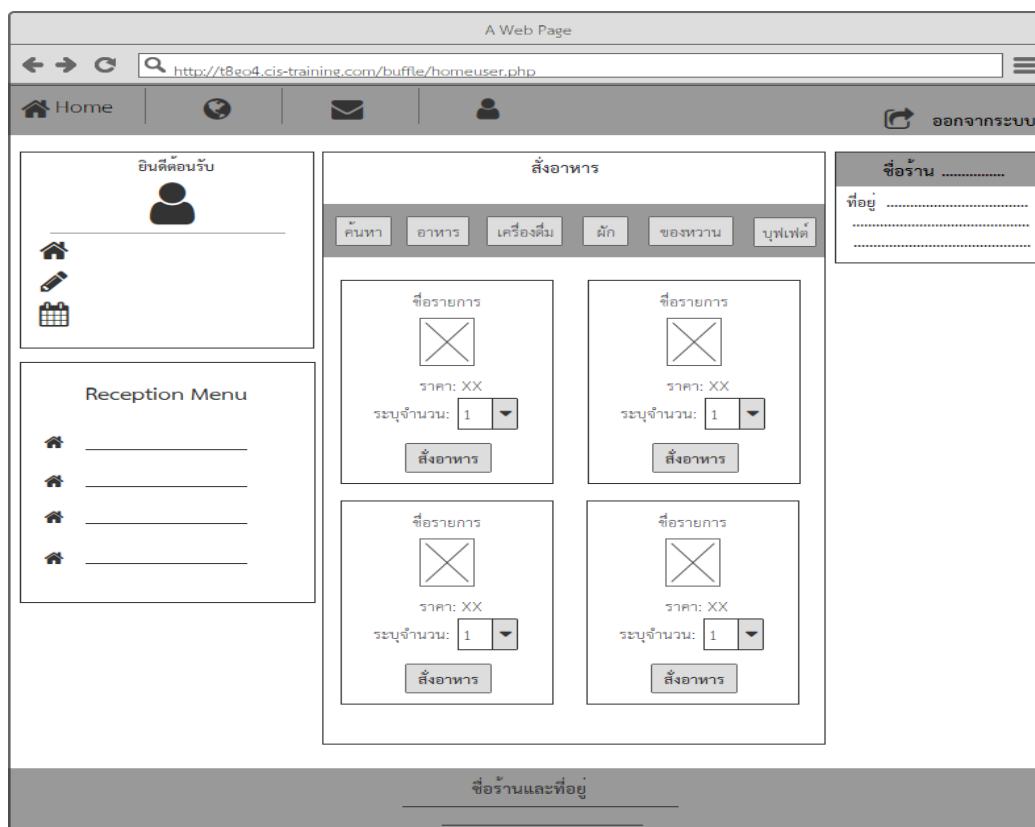 A Web Page
http://t8go4.cis-training.com/buffle/homeuser.php
Home
ออกจากระบบ
ยินดีต้อนรับ
Reception Menu
สั่งอาหาร
ค้นหา อาหาร เครื่องดื่ม ผัก ของหวาน บุฟเฟต์
ชื่อรายการ
ราคา: XX
ระบุจำนวน: 1
สั่งอาหาร
ชื่อรายการ
ราคา: XX
ระบุจำนวน: 1
สั่งอาหาร
ชื่อรายการ
ราคา: XX
ระบุจำนวน: 1
สั่งอาหาร
ชื่อรายการ
ราคา: XX
ระบุจำนวน: 1
สั่งอาหาร
ชื่อร้าน ................
ที่อยู่ ....................................
.............................................
.............................................
ชื่อร้านและที่อยู่